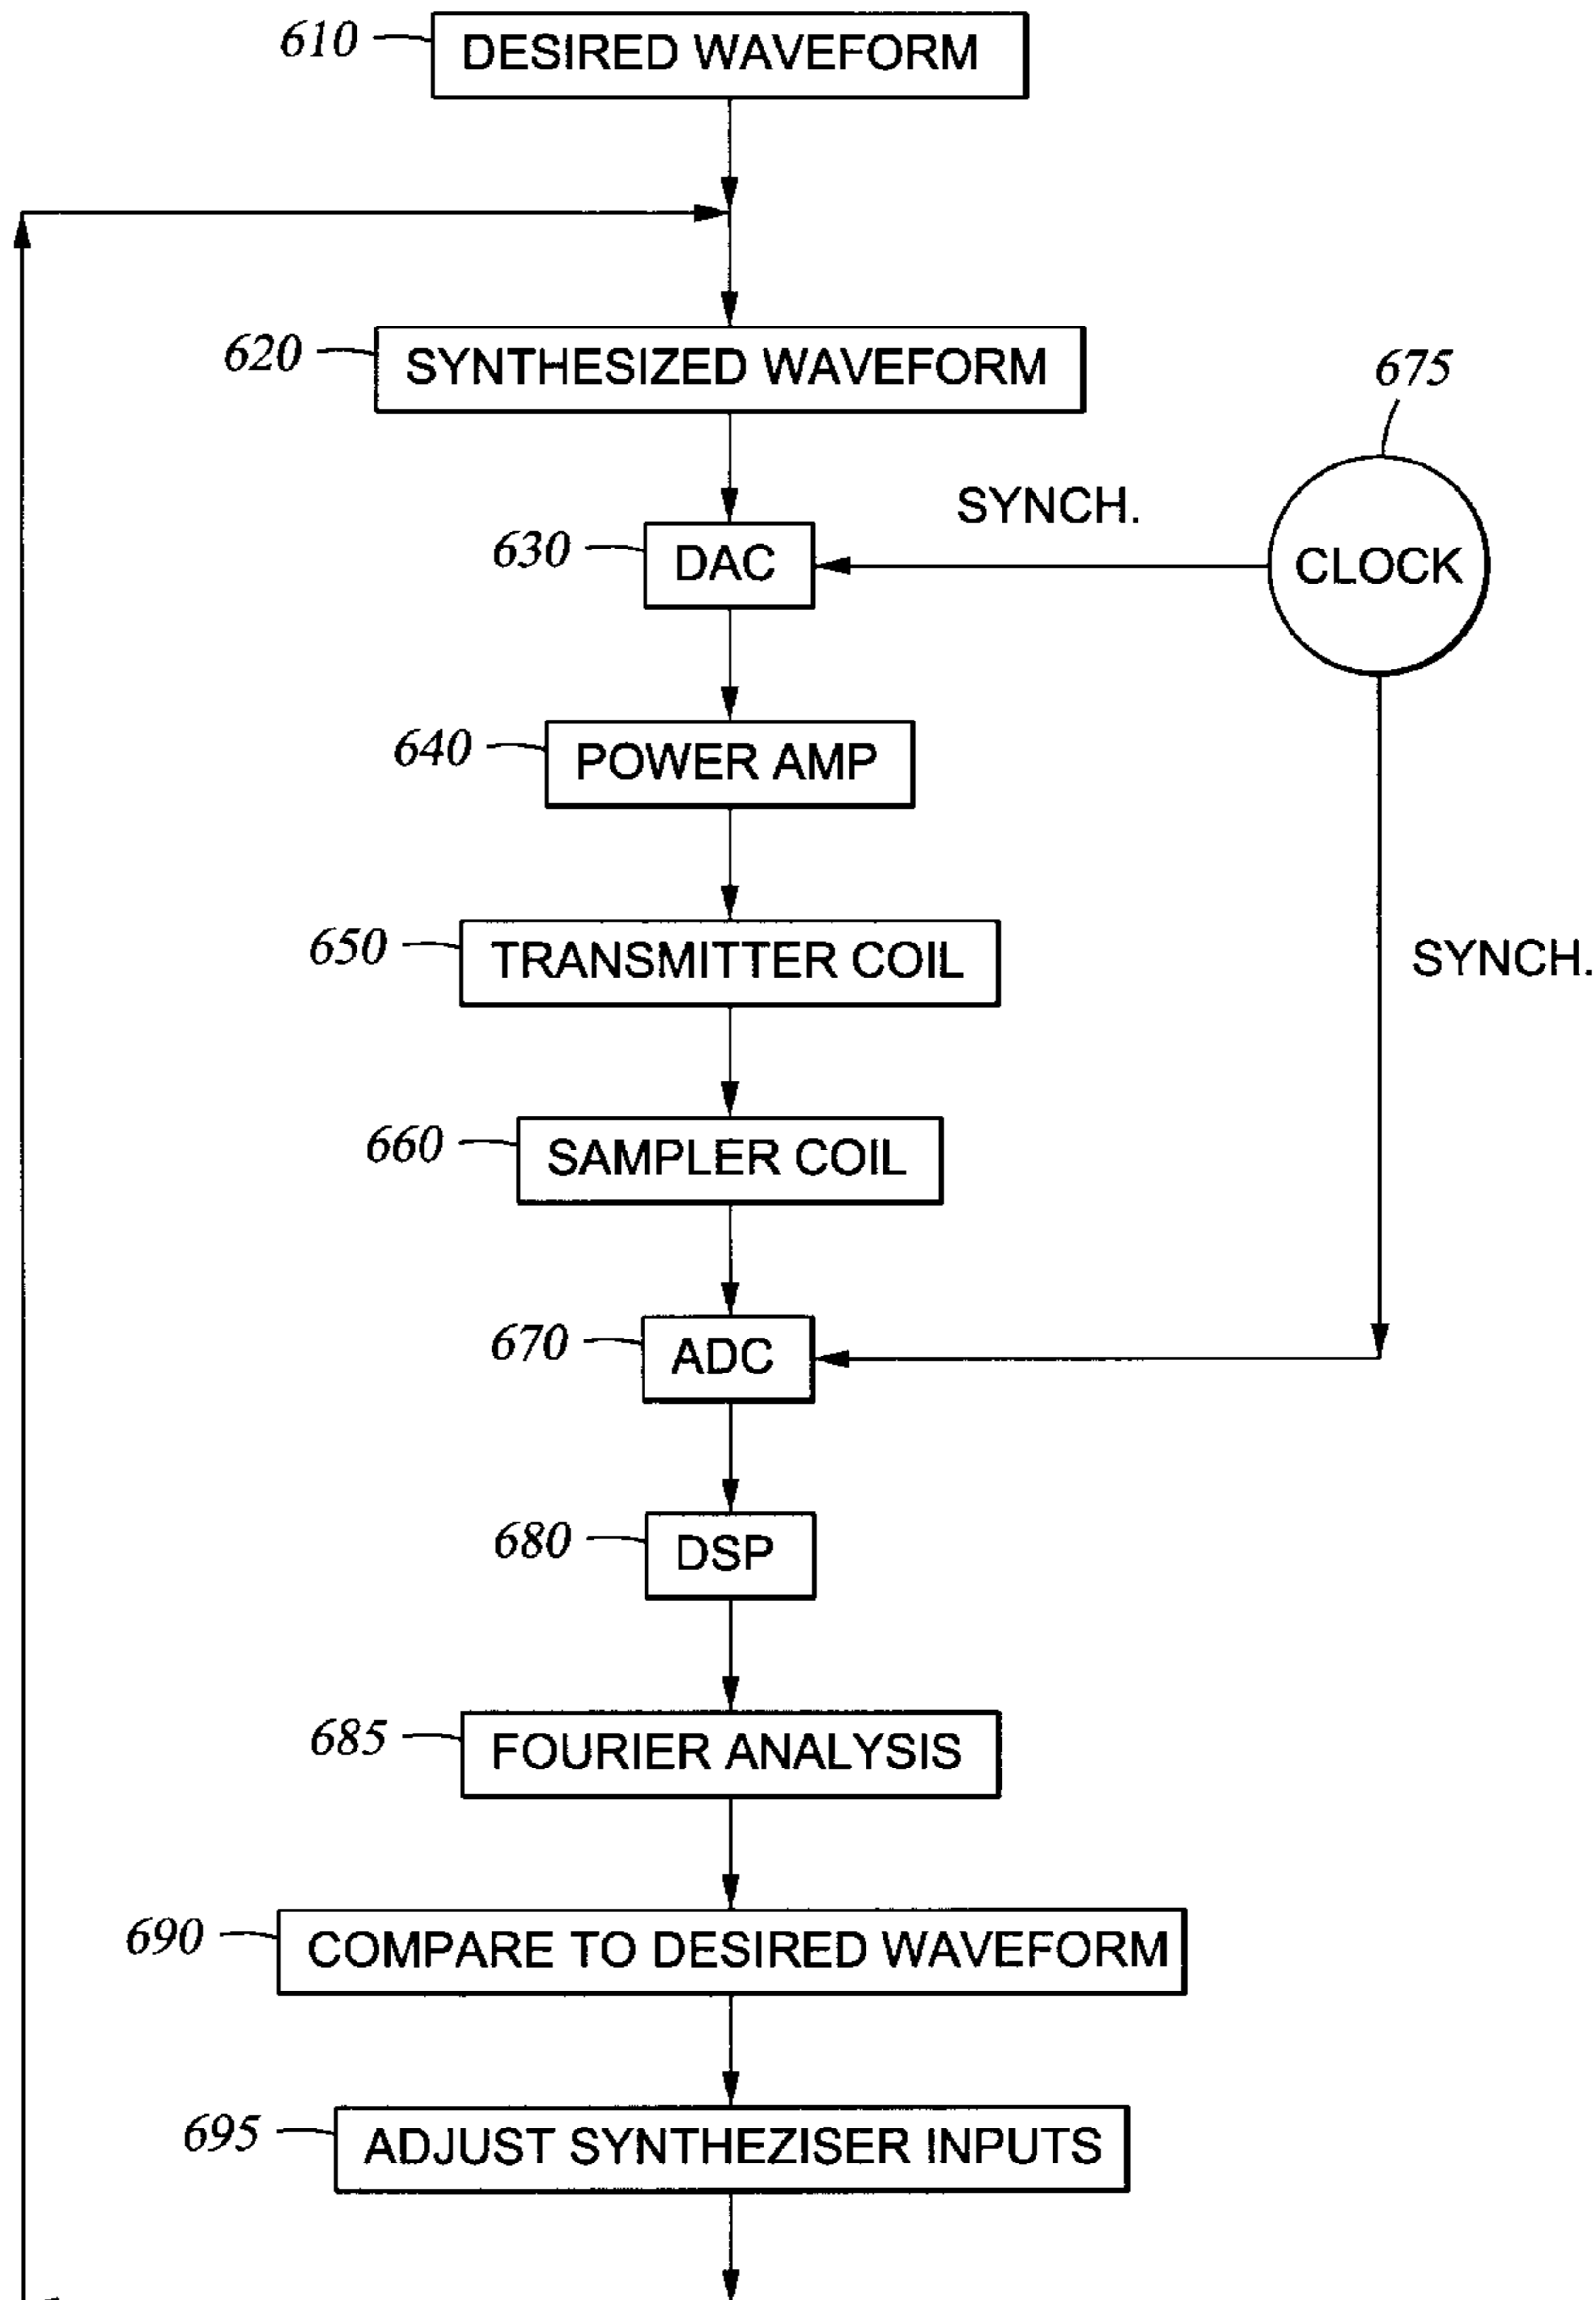 610
DESIRED WAVEFORM
620
SYNTHESIZED WAVEFORM
675
SYNCH.
630
DAC
CLOCK
640
POWER AMP
650
TRANSMITTER COIL
SYNCH.
660
SAMPLER COIL
670
ADC
680
DSP
685
FOURIER ANALYSIS
690
COMPARE TO DESIRED WAVEFORM
695
ADJUST SYNTHEZISER INPUTS